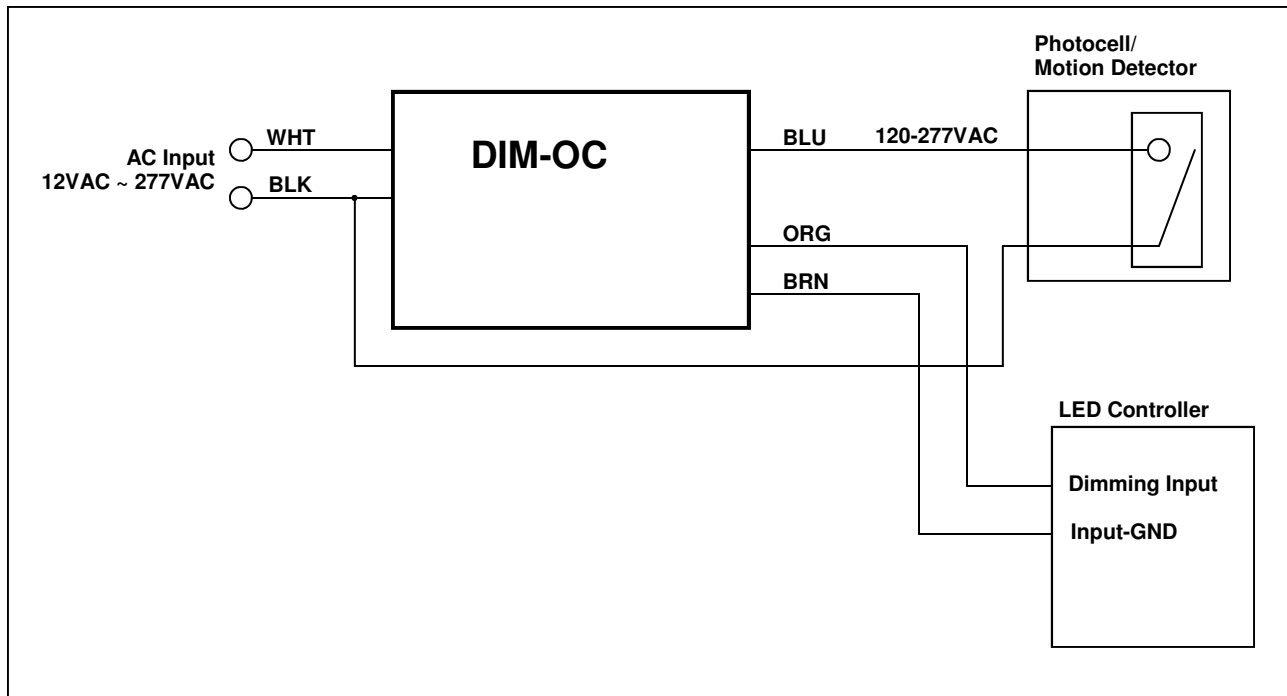 Photocell/
Motion Detector
WHT
DIM-OC
BLU
120-277VAC
AC Input
12VAC ~ 277VAC
BLK
ORG
BRN
LED Controller
Dimming Input
Input-GND